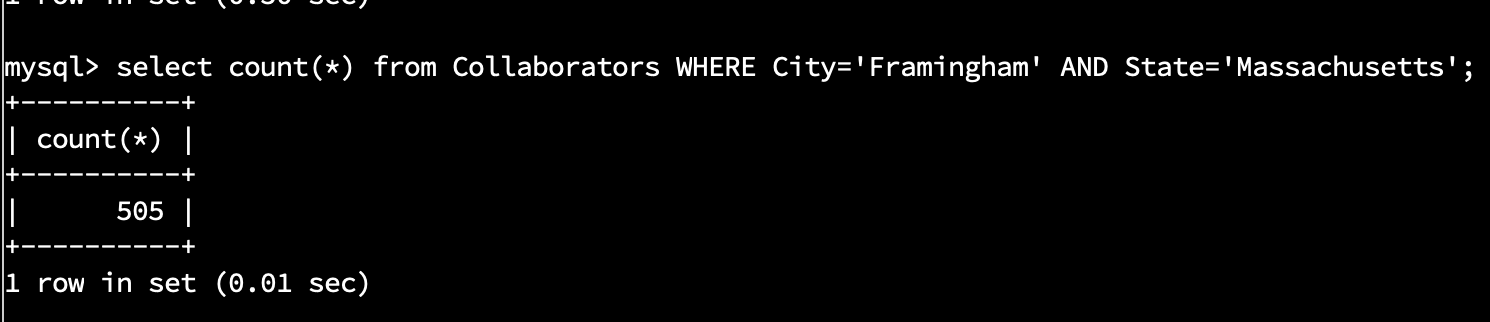 1 row in set (0.30 sec)
mysql> select count(*) from Collaborators WHERE City='Framingham' AND State='Massachusetts';
+----------+
| count(*) |
+----------+
|      505 |
+----------+
1 row in set (0.01 sec)